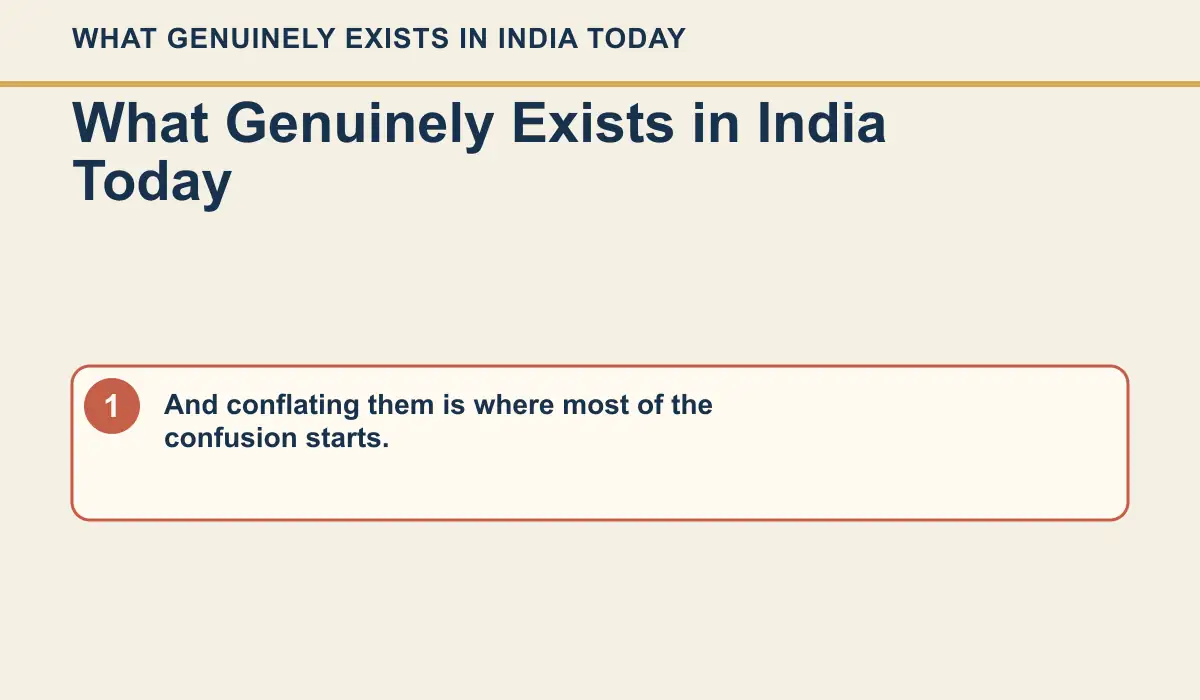 WHAT GENUINELY EXISTS IN INDIA TODAY
What Genuinely Exists in India
Today
1
And conflating them is where most of the
confusion starts.